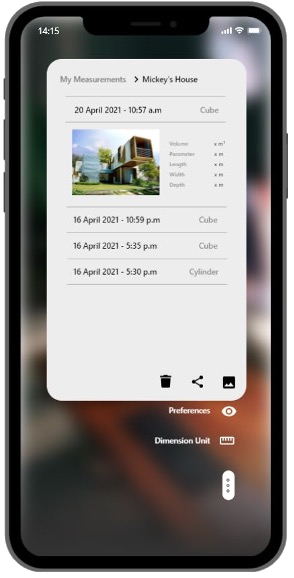 14:15
My Measurements > Mickey's House
20 April 2021 - 10:57 a.m Cube
Volume x m³
Perimeter x m
Length x m
Width x m
Depth x m
16 April 2021 - 10:59 p.m Cube
16 April 2021 - 5:35 p.m Cube
16 April 2021 - 5:30 p.m Cylinder
Preferences
Dimension Unit